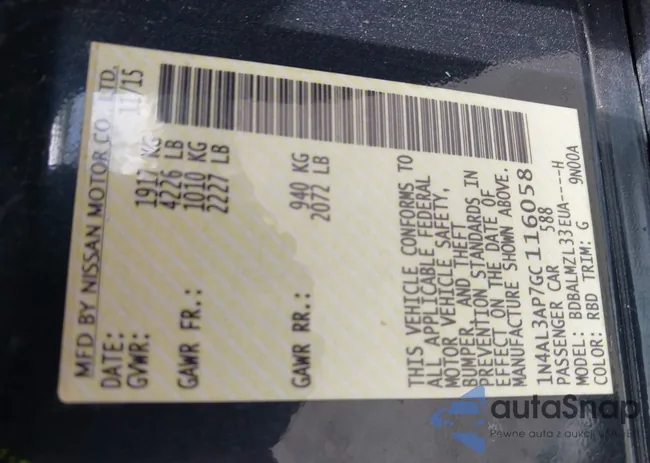 MFD BY NISSAN MOTOR CO., LTD.
DATE: 11/15
GVWR: 1917 KG
4226 LB
GAWR FR.: 1010 KG
2227 LB
GAWR RR.: 940 KG
2072 LB
THIS VEHICLE CONFORMS TO
ALL APPLICABLE FEDERAL
MOTOR VEHICLE SAFETY,
BUMPER, AND THEFT
PREVENTION STANDARDS IN
EFFECT ON THE DATE OF
MANUFACTURE SHOWN ABOVE.
1N4AL3AP7GC116058
PASSENGER CAR 588
MODEL: BDBALMZL33EUA----H
COLOR: RBD TRIM: G 9N00A
autaSnap
Pewne auta z aukcji